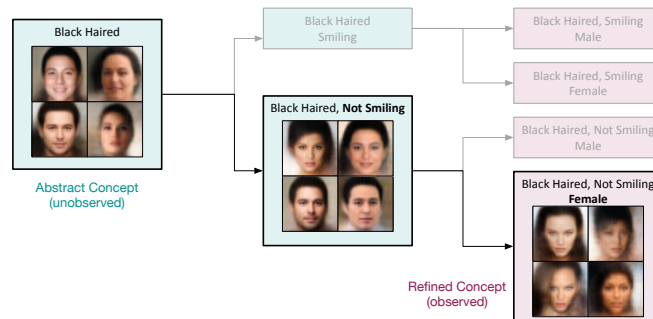 Black Haired
Abstract Concept
(unobserved)
Black Haired
Smiling
Black Haired, Not Smiling
Black Haired, Smiling
Male
Black Haired, Smiling
Female
Black Haired, Not Smiling
Male
Black Haired, Not Smiling
Female
Refined Concept
(observed)